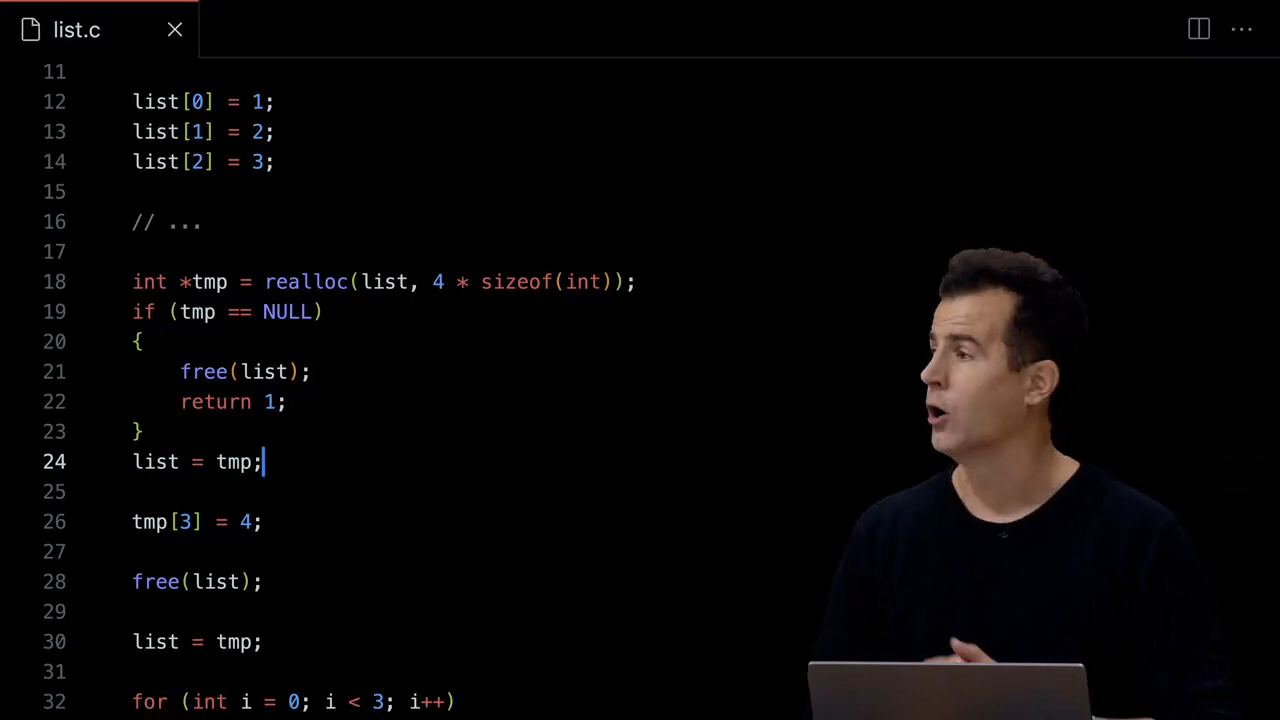 list.c
11
12 list[0] = 1;
13 list[1] = 2;
14 list[2] = 3;
15
16 // ...
17
18 int *tmp = realloc(list, 4 * sizeof(int));
19 if (tmp == NULL)
20 {
21 free(list);
22 return 1;
23 }
24 list = tmp;
25
26 tmp[3] = 4;
27
28 free(list);
29
30 list = tmp;
31
32 for (int i = 0; i < 3; i++)